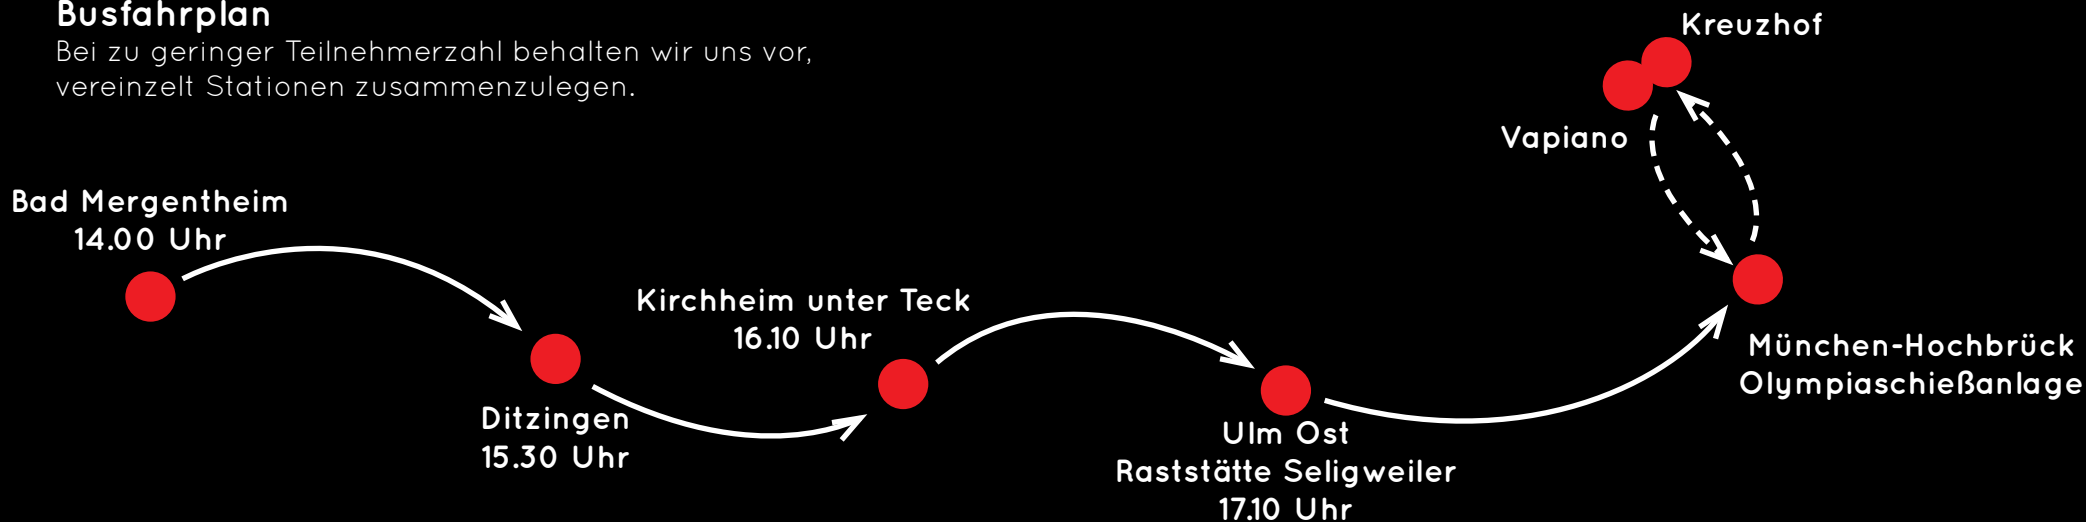 Busfahrplan
Bei zu geringer Teilnehmerzahl behalten wir uns vor,
vereinzelt Stationen zusammenzulegen.
Bad Mergentheim
14.00 Uhr
Ditzingen
15.30 Uhr
Kirchheim unter Teck
16.10 Uhr
Ulm Ost
Raststätte Seligweiler
17.10 Uhr
München-Hochbrück
Olympiaschießanlage
Vapiano
Kreuzhof